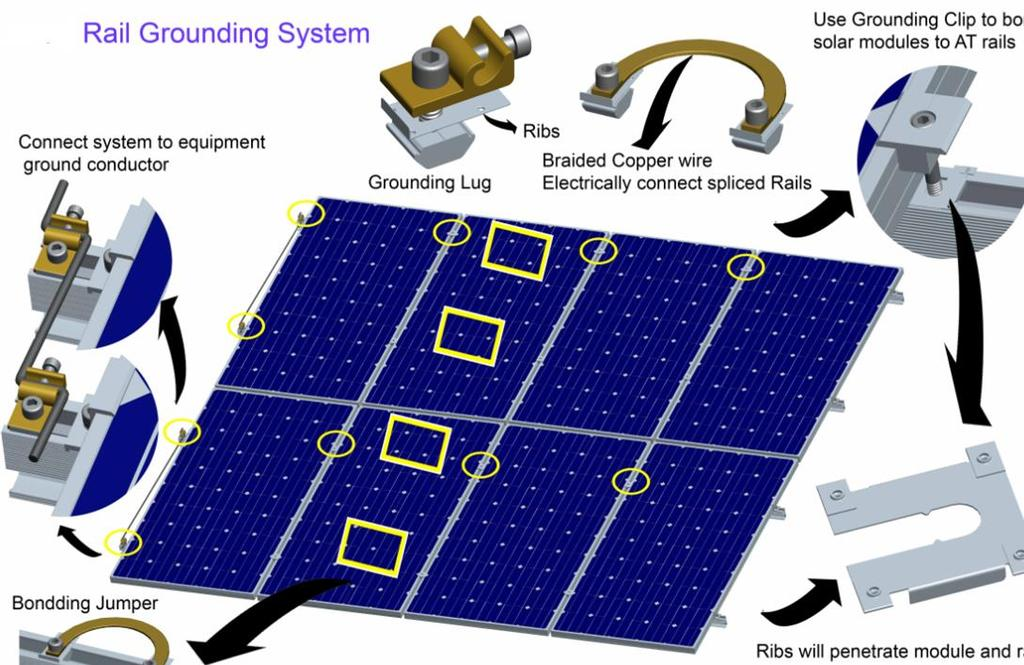 Rail Grounding System
Use Grounding Clip to
solar modules to AT rails
Connect system to equipment
ground conductor
Ribs
Braided Copper wire
Electrically connect spliced Rails
Grounding Lug
Bondding Jumper
Ribs will penetrate module and